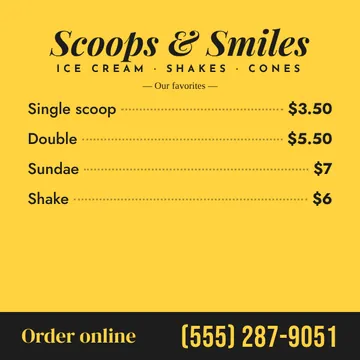 Scoops & Smiles
ICE CREAM · SHAKES · CONES
— Our favorites —
Single scoop $3.50
Double $5.50
Sundae $7
Shake $6
Order online (555) 287-9051